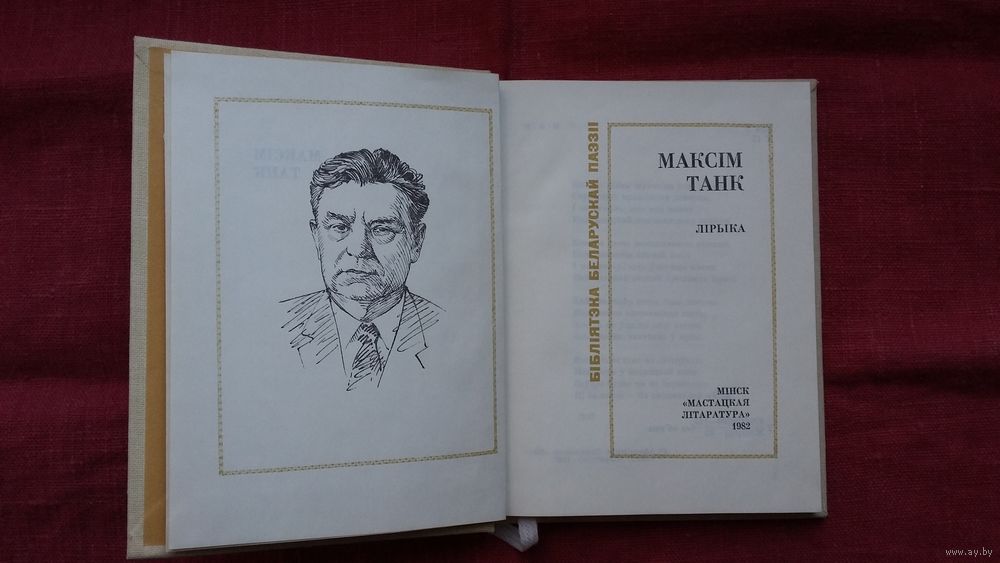 БІБЛІЯТЭКА БЕЛАРУСКАЙ ПАЭЗІІ
МАКСІМ
ТАНК
ЛІРЫКА
МІНСК
«МАСТАЦКАЯ
ЛІТАРАТУРА»
1982
www.ay.by